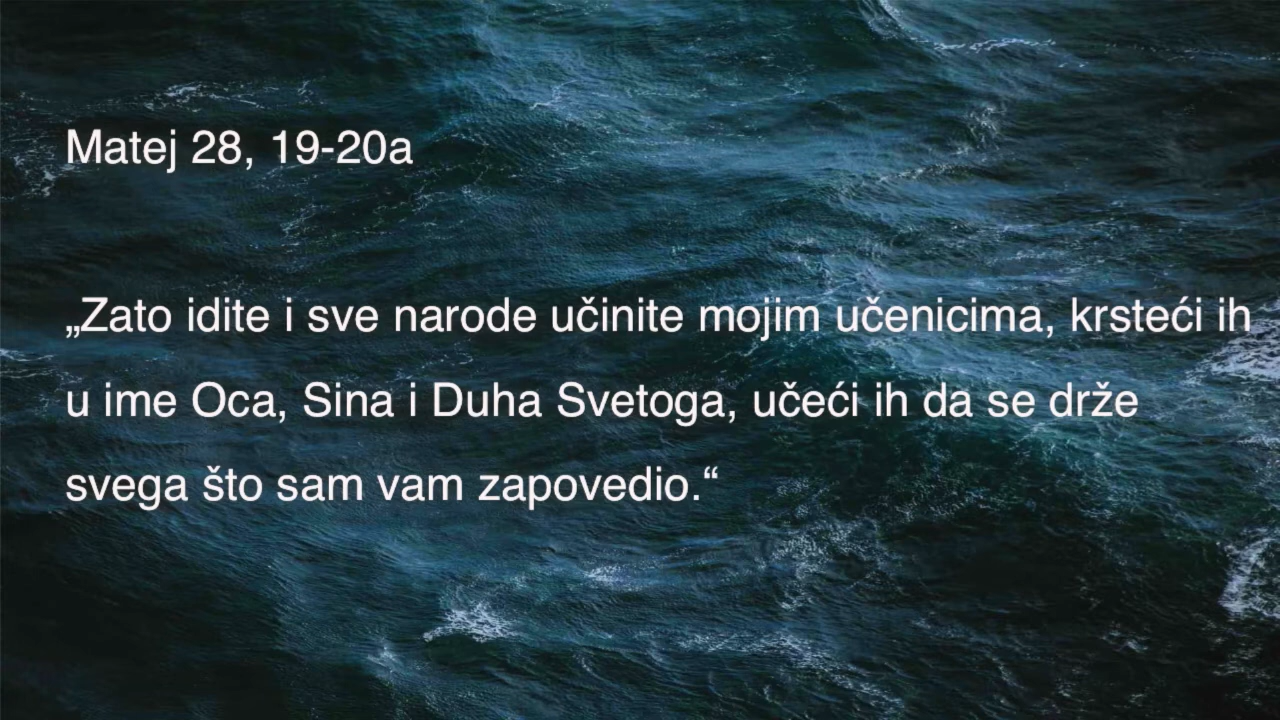 Matej 28, 19-20a
„Zato idite i sve narode učinite mojim učenicima, krsteći ih
u ime Oca, Sina i Duha Svetoga, učeći ih da se drže
svega što sam vam zapovedio.“